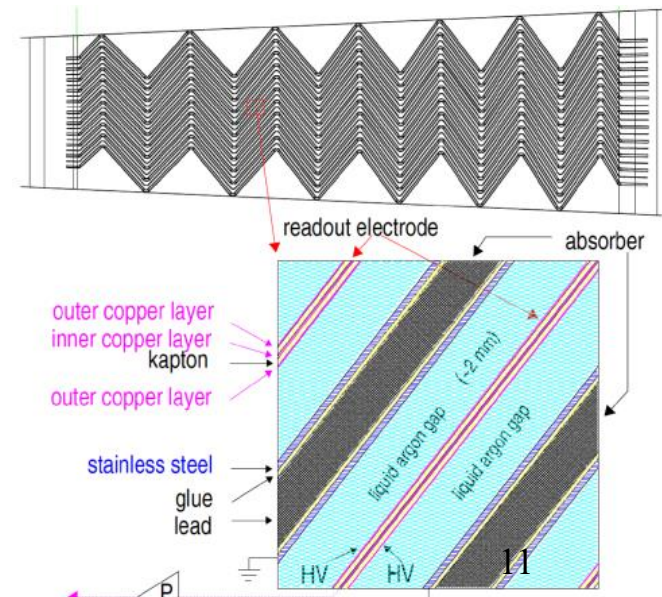 readout electrode
absorber
outer copper layer
inner copper layer
kapton
outer copper layer
(~2 mm)
liquid argon gap
liquid argon gap
stainless steel
glue
lead
HV
HV
11
P